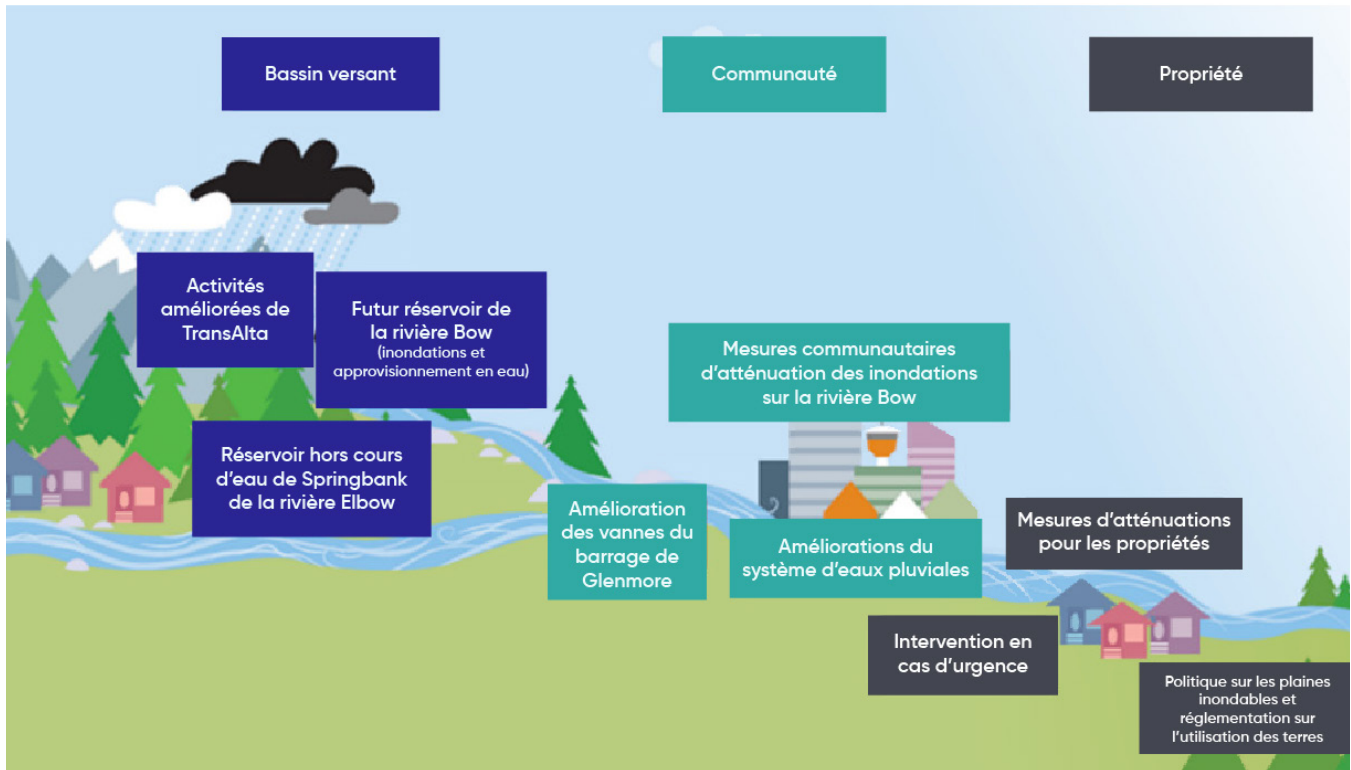 Bassin versant
Communauté
Propriété
Activités
améliorées de
TransAlta
Futur réservoir de
la rivière Bow
(inondations et
approvisionnement en eau)
Réservoir hors cours
d'eau de Springbank
de la rivière Elbow
Mesures communautaires
d'atténuation des inondations
sur la rivière Bow
Amélioration
des vannes du
barrage de
Glenmore
Améliorations du
système d'eaux pluviales
Mesures d'atténuations
pour les propriétés
Intervention en
cas d'urgence
Politique sur les plaines
inondables et
réglementation sur
l'utilisation des terres